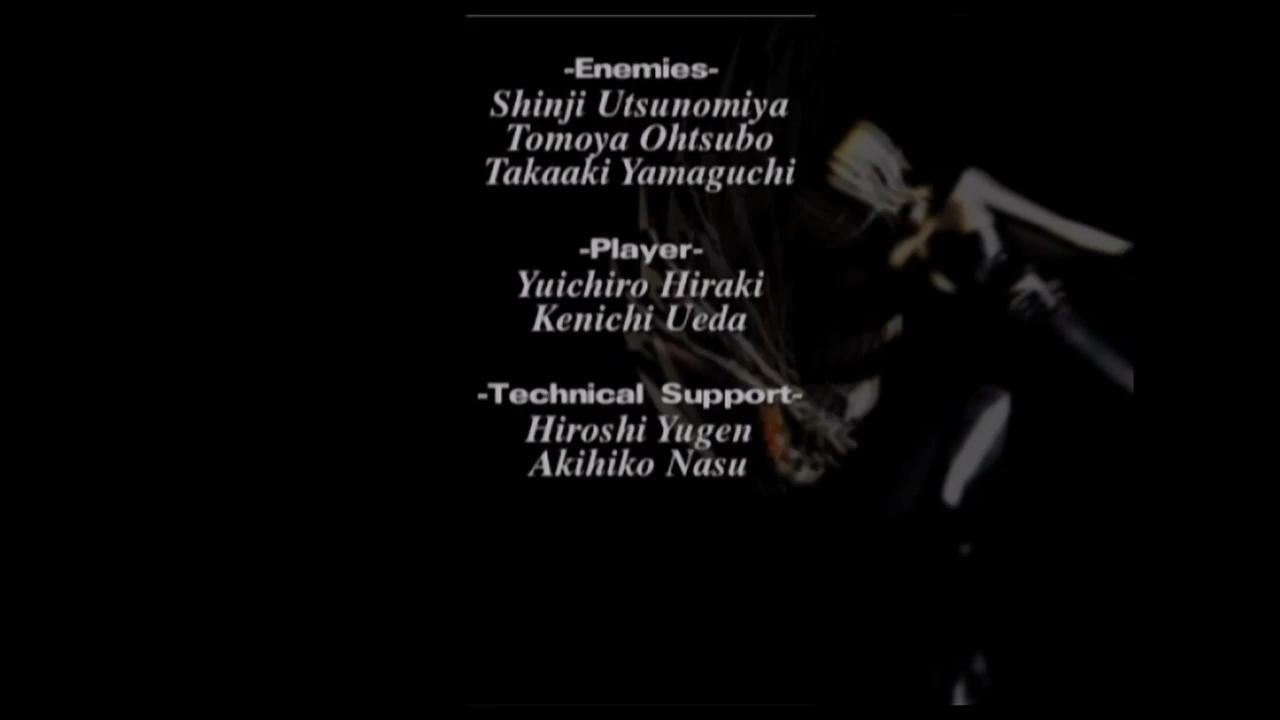 -Enemies-
Shinji Utsunomiya
Tomoya Ohtsubo
Takaaki Yamaguchi
-Player-
Yuichiro Hiraki
Kenichi Ueda
-Technical Support-
Hiroshi Yugen
Akihiko Nasu